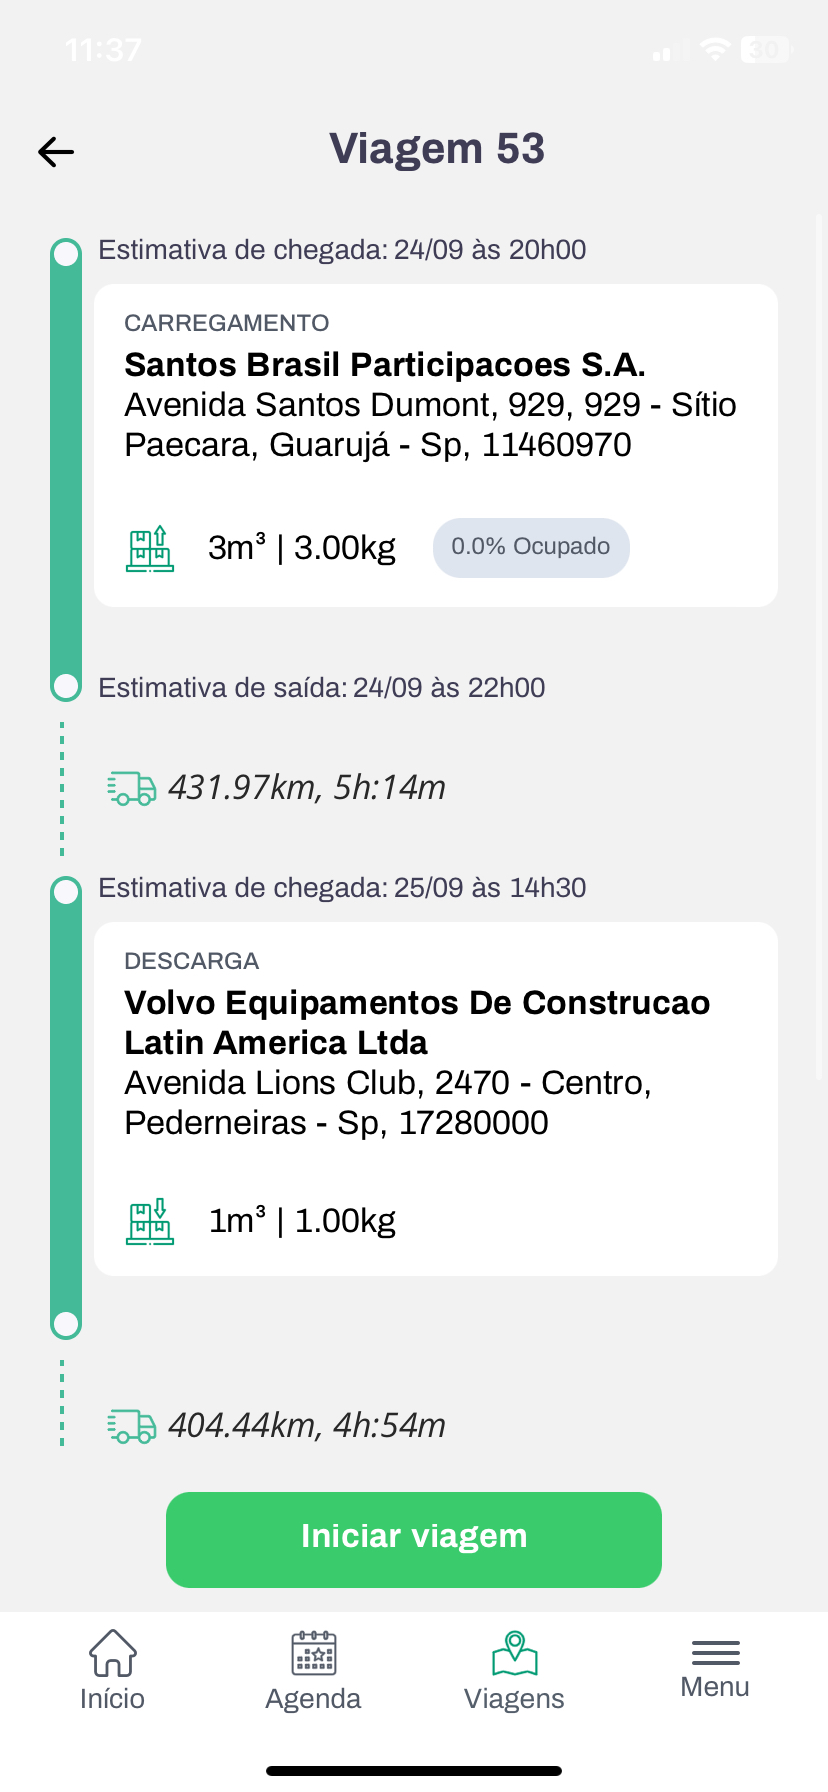 11:37
30
Viagem 53
Estimativa de chegada: 24/09 às 20h00
CARREGAMENTO
Santos Brasil Participacoes S.A.
Avenida Santos Dumont, 929, 929 - Sítio
Paecara, Guarujá - Sp, 11460970
3m³ | 3.00kg
0.0% Ocupado
Estimativa de saída: 24/09 às 22h00
431.97km, 5h:14m
Estimativa de chegada: 25/09 às 14h30
DESCARGA
Volvo Equipamentos De Construcao
Latin America Ltda
Avenida Lions Club, 2470 - Centro,
Pederneiras - Sp, 17280000
1m³ | 1.00kg
404.44km, 4h:54m
Iniciar viagem
Início
Agenda
Viagens
Menu